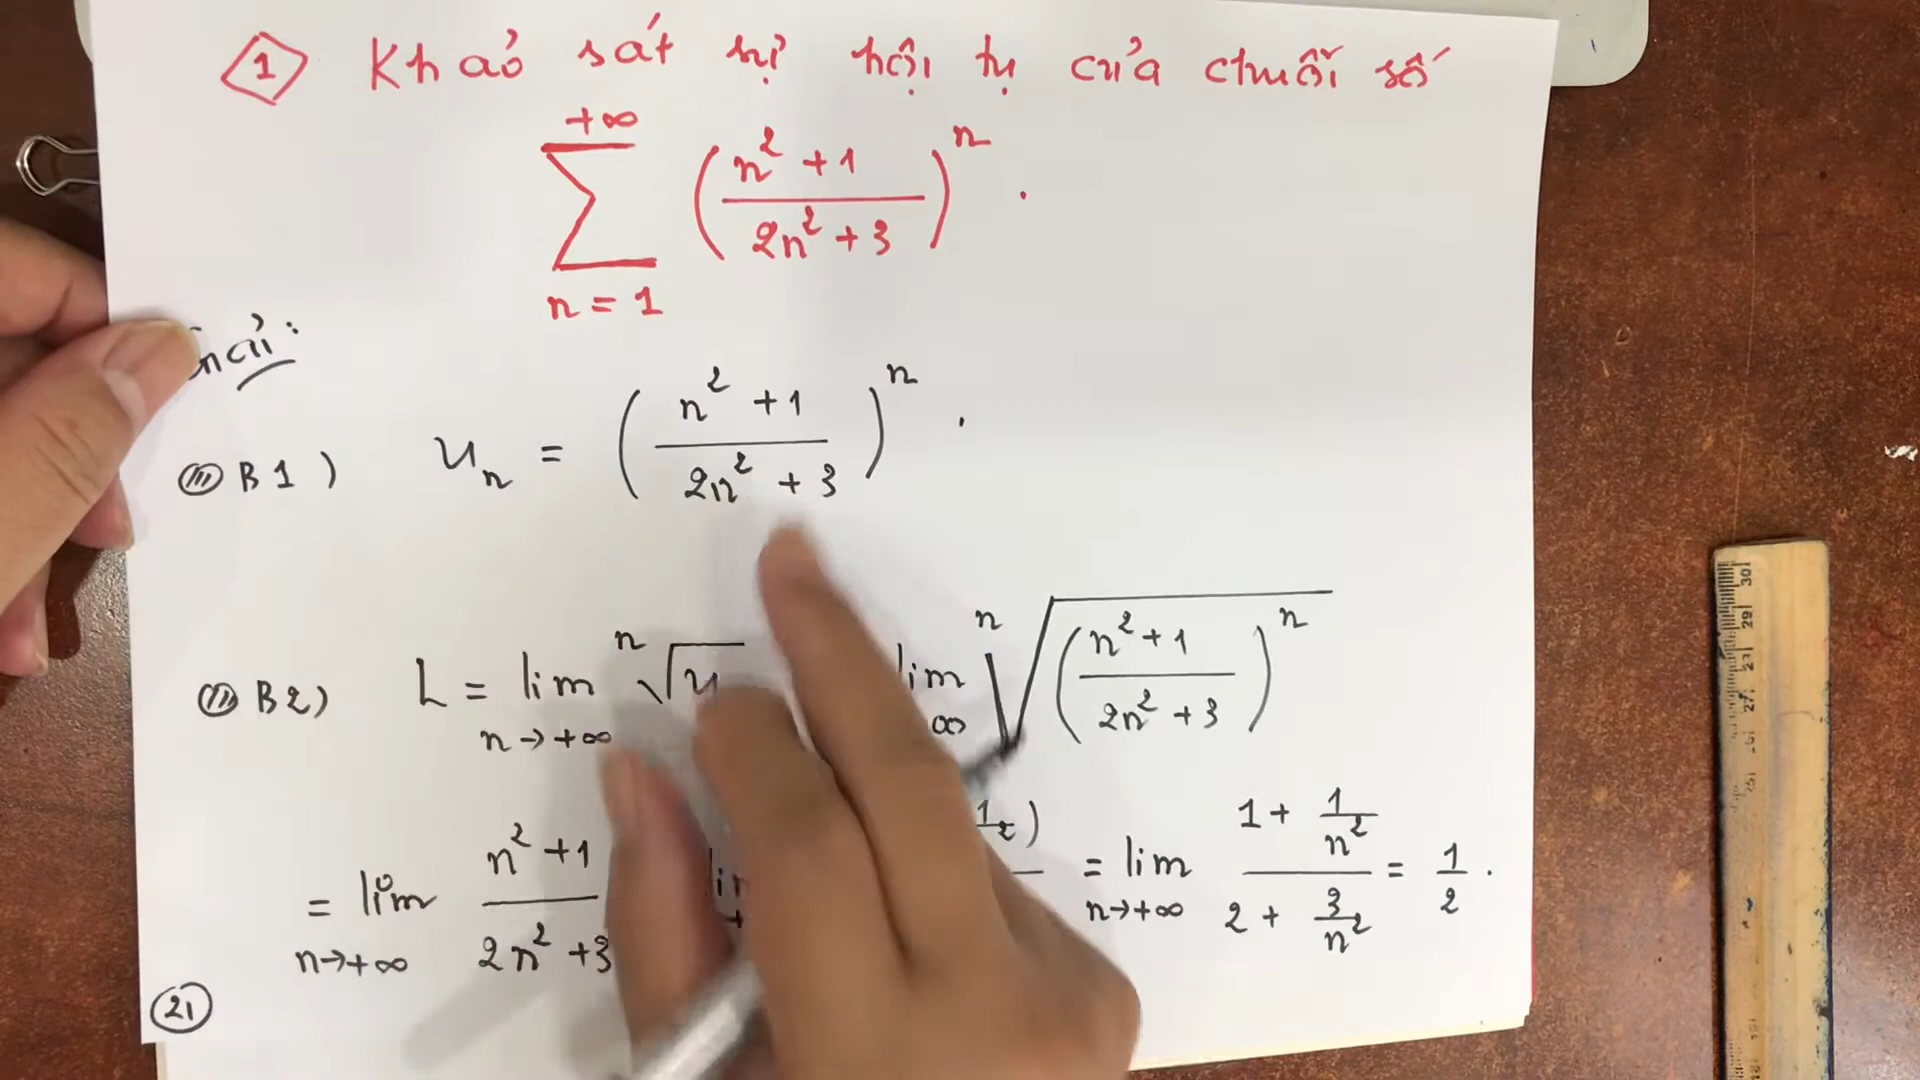 1 Khảo sát sự hội tụ của chuỗi số
+∞
∑ ( (n² + 1) / (2n² + 3) )ⁿ .
n = 1
B1) uₙ = ( (n² + 1) / (2n² + 3) )ⁿ .
B2) L = lim n→+∞ ⁿ√u lim ∞ ⁿ√( (n² + 1) / (2n² + 3) )ⁿ
= lim n→+∞ (n² + 1) / (2n² + 3) = lim n→+∞ (1 + 1/n²) / (2 + 3/n²) = 1/2 .
21
30 29